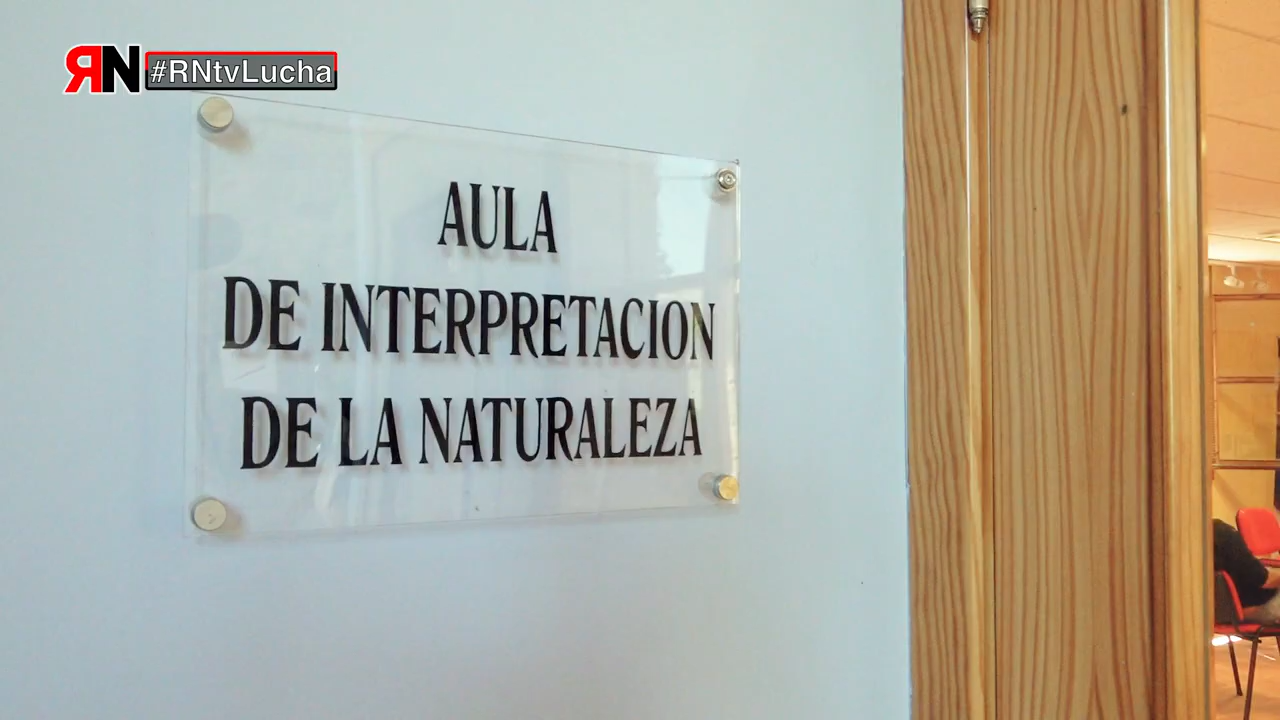 RN #RNtvLucha
AULA
DE INTERPRETACION
DE LA NATURALEZA